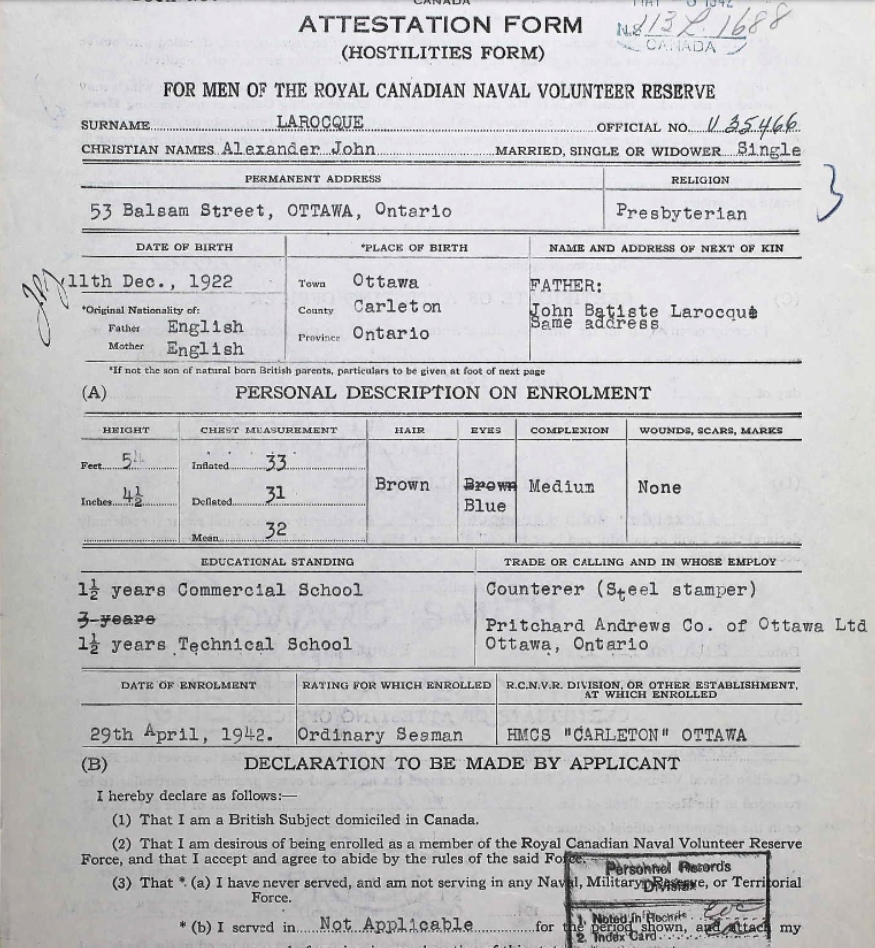 CANADA
ATTESTATION FORM
(HOSTILITIES FORM)
N.S. 113 L. 1688
CANADA
FOR MEN OF THE ROYAL CANADIAN NAVAL VOLUNTEER RESERVE
SURNAME LAROCQUE OFFICIAL NO. V 35466
CHRISTIAN NAMES Alexander John MARRIED, SINGLE OR WIDOWER Single
PERMANENT ADDRESS RELIGION
53 Balsam Street, OTTAWA, Ontario Presbyterian
3
DATE OF BIRTH *PLACE OF BIRTH NAME AND ADDRESS OF NEXT OF KIN
11th Dec., 1922 Town Ottawa FATHER:
*Original Nationality of: County Carleton John Batiste Larocque
Father English Province Ontario Same address
Mother English
*If not the son of natural born British parents, particulars to be given at foot of next page
(A) PERSONAL DESCRIPTION ON ENROLMENT
HEIGHT CHEST MEASUREMENT HAIR EYES COMPLEXION WOUNDS, SCARS, MARKS
Feet 5 Inflated 33
Inches 4½ Deflated 31 Brown Brown Medium None
Blue
Mean 32
EDUCATIONAL STANDING TRADE OR CALLING AND IN WHOSE EMPLOY
1½ years Commercial School Counterer (Steel stamper)
3 years Pritchard Andrews Co. of Ottawa Ltd
1½ years Technical School Ottawa, Ontario
DATE OF ENROLMENT RATING FOR WHICH ENROLLED R.C.N.V.R. DIVISION, OR OTHER ESTABLISHMENT, AT WHICH ENROLLED
29th April, 1942. Ordinary Seaman HMCS "CARLETON" OTTAWA
(B) DECLARATION TO BE MADE BY APPLICANT
I hereby declare as follows:—
(1) That I am a British Subject domiciled in Canada.
(2) That I am desirous of being enrolled as a member of the Royal Canadian Naval Volunteer Reserve
Force, and that I accept and agree to abide by the rules of the said Force.
Personnel Records
Division
(3) That * (a) I have never served, and am not serving in any Naval, Military, Reserve, or Territorial
Force.
1. Noted in
* (b) I served in Not Applicable for the period shown, and attach my
2. Index Card